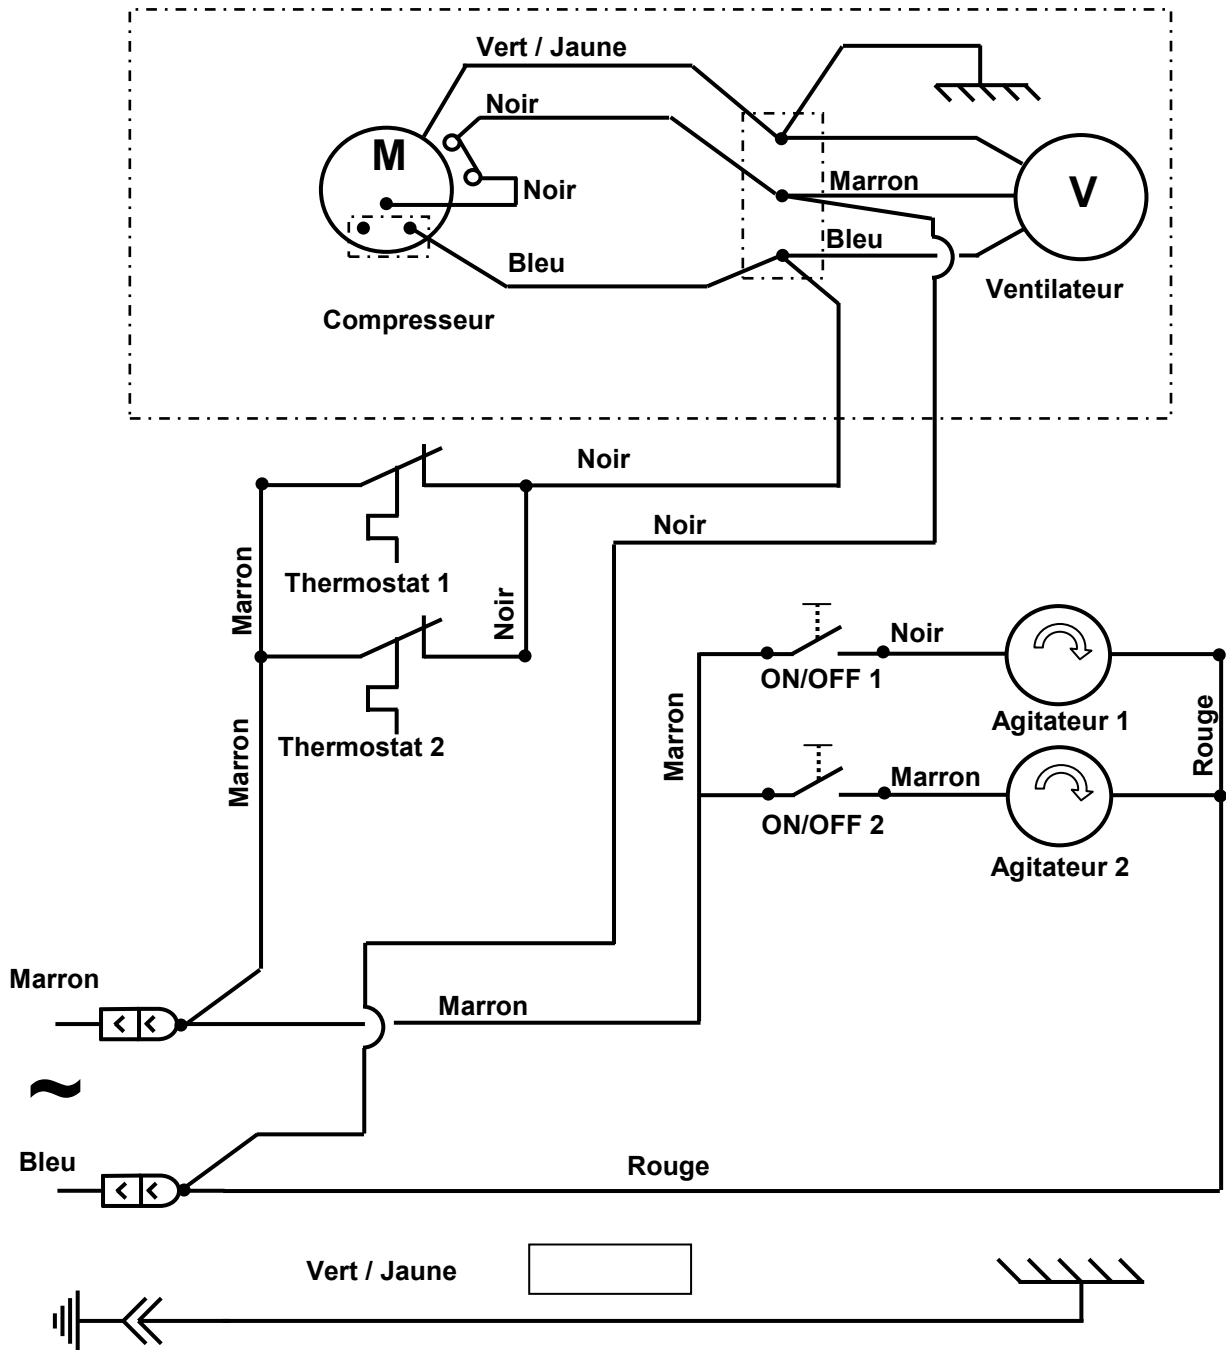 Vert / Jaune
Noir
M
Noir
Marron
V
Bleu
Bleu
Ventilateur
Compresseur
Noir
Noir
Marron
Thermostat 1
Noir
Noir
ON/OFF 1
Agitateur 1
Marron
Rouge
Marron
Thermostat 2
Marron
ON/OFF 2
Agitateur 2
Marron
Marron
~
Bleu
Rouge
Vert / Jaune